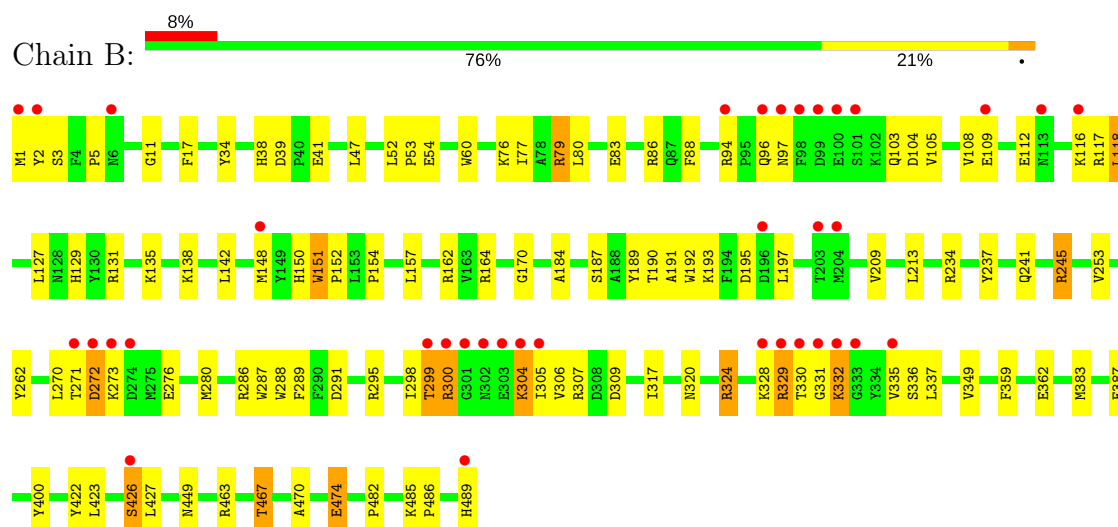 8%
Chain B:
76% 21% •
M1 Y2 S3 F4 P5 N6 G11 F17 Y34 H38 D39 P40 E41 L47 L52 P53 E54 W60 K76 I77 A78 R79 L80 E83 R86 Q87 F88 R94 P95 Q96 N97 F98 D99 E100 S101 K102 Q103 D104 V105 V108 E109 E112 N113 K116 R117 L118
L127 N128 H129 Y130 R131 K135 K138 L142 M148 Y149 H150 W151 P152 L153 P154 L157 R162 V163 R164 G170 A184 S187 A188 Y189 T190 A191 W192 K193 F194 D195 D196 L197 T203 M204 V209 L213 R234 Y237 Q241 R245 V253
Y262 L270 T271 D272 K273 D274 M275 E276 M280 R286 W287 W288 F289 F290 D291 R295 I298 T299 R300 G301 N302 E303 K304 I305 V306 R307 D308 D309 I317 N320 R324 K328 R329 T330 G331 K332 G333 Y334 V335 S336 L337 V349 F359 E362 M383
Y400 Y422 L423 S426 L427 N449 R463 T467 A470 E474 P482 K485 P486 H489